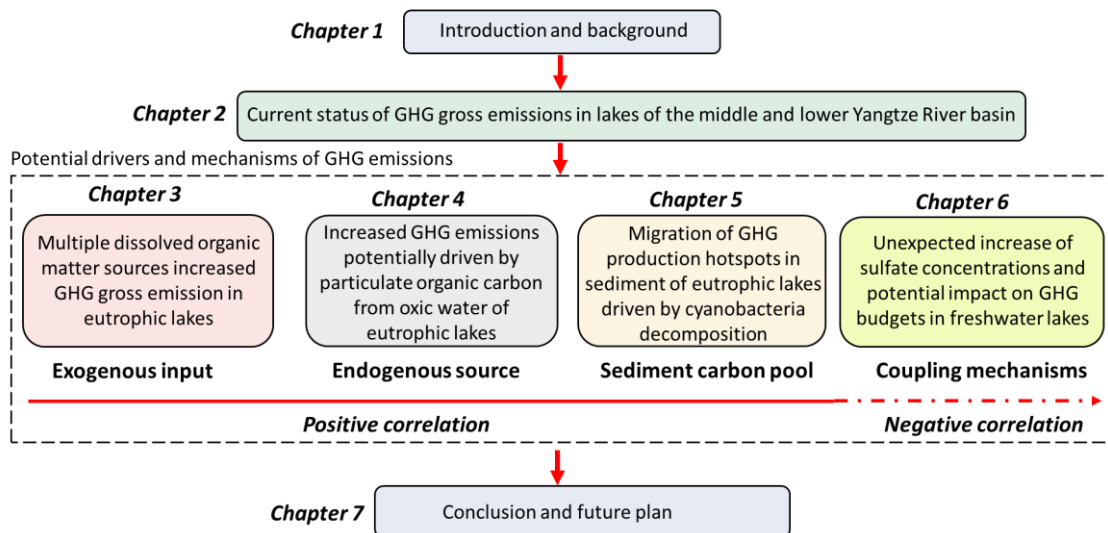 Chapter 1
Introduction and background
Chapter 2
Current status of GHG gross emissions in lakes of the middle and lower Yangtze River basin
Potential drivers and mechanisms of GHG emissions
Chapter 3
Multiple dissolved organic
matter sources increased
GHG gross emission in
eutrophic lakes
Exogenous input
Chapter 4
Increased GHG emissions
potentially driven by
particulate organic carbon
from oxic water of
eutrophic lakes
Endogenous source
Chapter 5
Migration of GHG
production hotspots in
sediment of eutrophic lakes
driven by cyanobacteria
decomposition
Sediment carbon pool
Chapter 6
Unexpected increase of
sulfate concentrations and
potential impact on GHG
budgets in freshwater lakes
Coupling mechanisms
Positive correlation
Negative correlation
Chapter 7
Conclusion and future plan